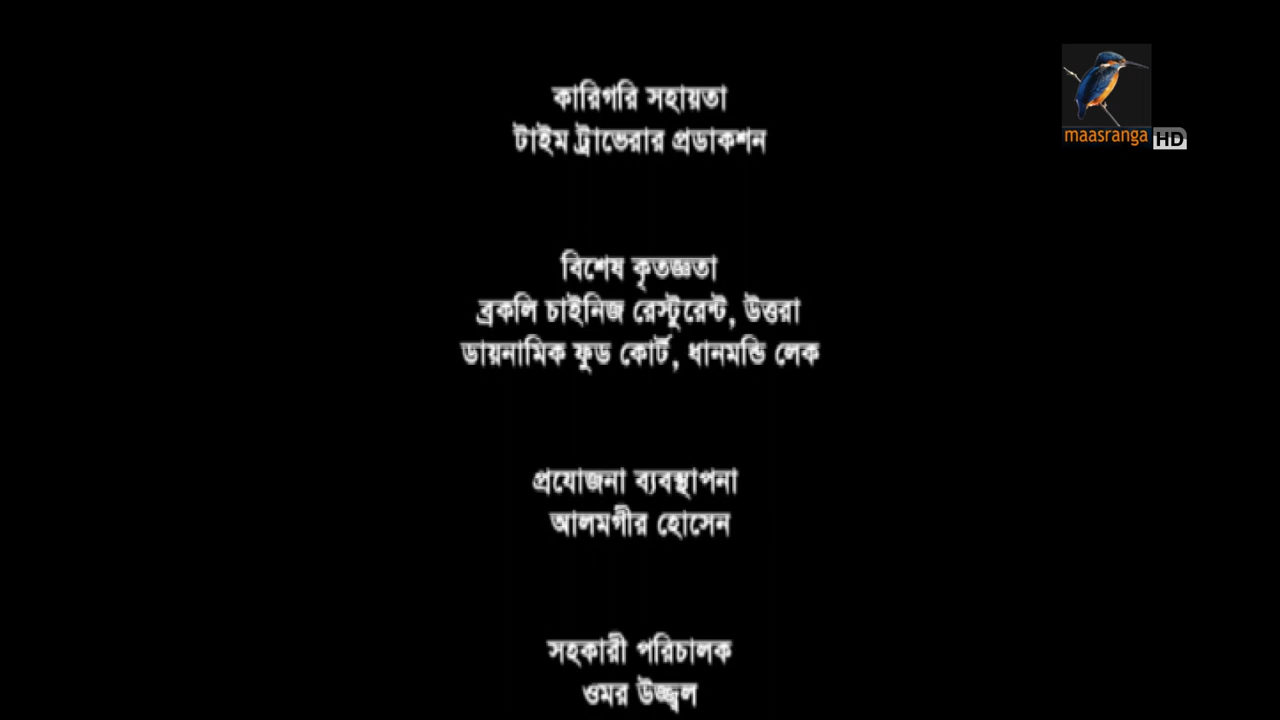 কারিগরি সহায়তা
টাইম ট্রাভেরার প্রডাকশন
maasranga HD
বিশেষ কৃতজ্ঞতা
ব্রকলি চাইনিজ রেস্টুরেন্ট, উত্তরা
ডায়নামিক ফুড কোর্ট, ধানমন্ডি লেক
প্রযোজনা ব্যবস্থাপনা
আলমগীর হোসেন
সহকারী পরিচালক
ওমর উজ্জ্বল